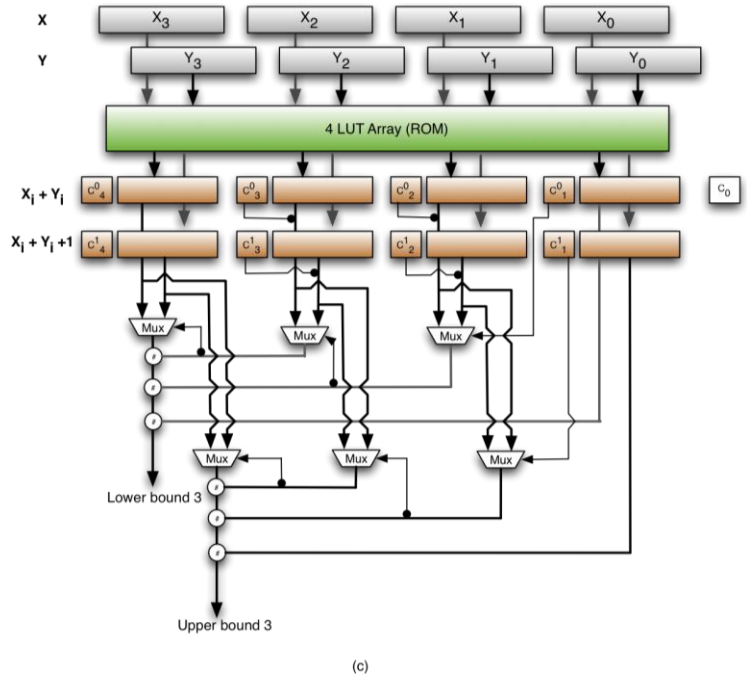 X X₃ X₂ X₁ X₀
Y Y₃ Y₂ Y₁ Y₀
4 LUT Array (ROM)
Xᵢ + Yᵢ C⁰₄ C⁰₃ C⁰₂ C⁰₁ C₀
Xᵢ + Yᵢ +1 C¹₄ C¹₃ C¹₂ C¹₁
Mux Mux Mux
Mux Mux Mux
Lower bound 3
Upper bound 3
(c)